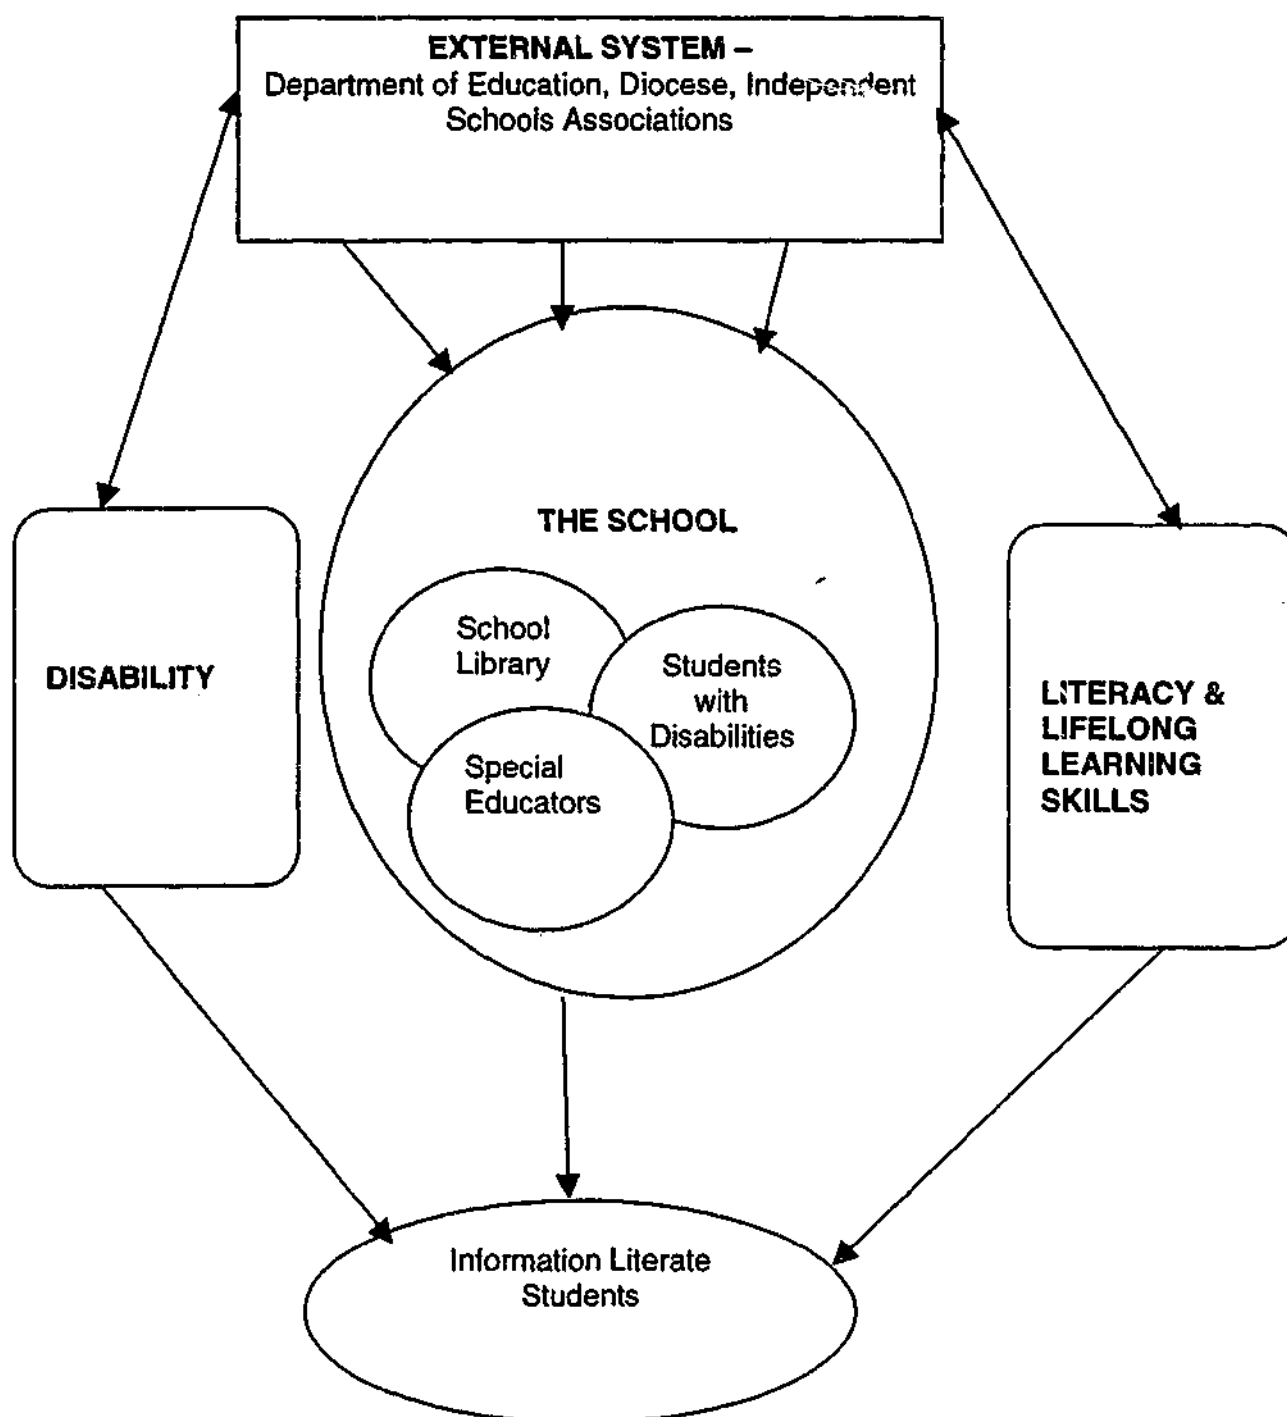 EXTERNAL SYSTEM –
Department of Education, Diocese, Independent
Schools Associations
THE SCHOOL
School
Library
Students
with
Disabilities
Special
Educators
DISABILITY
LITERACY &
LIFELONG
LEARNING
SKILLS
Information Literate
Students